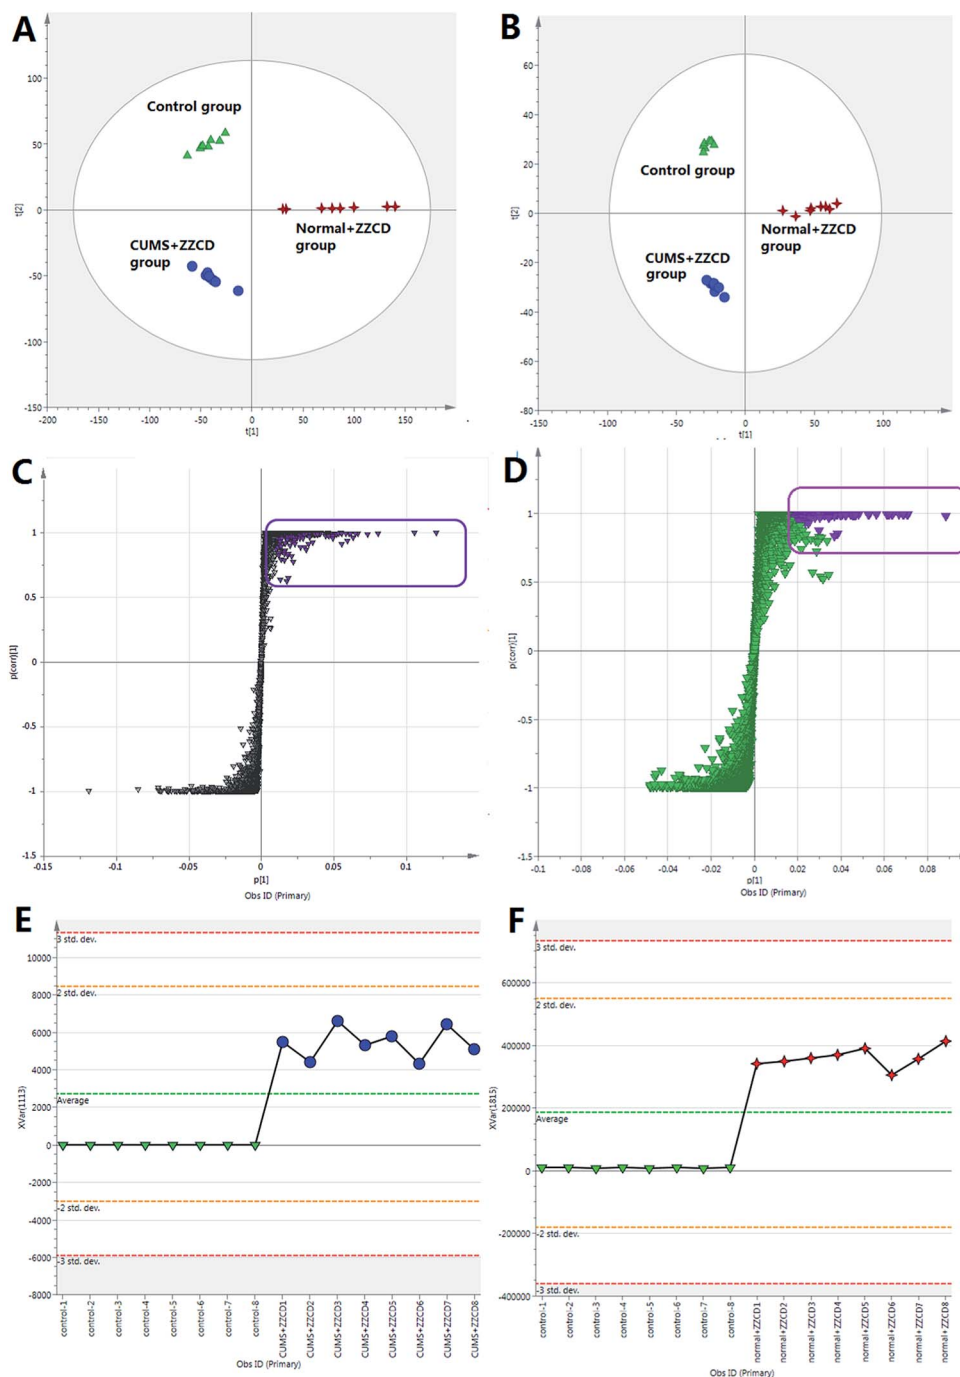 A
Control group
CUMS+ZZCD
group
Normal+ZZCD
group
t[2]
100
50
0
-50
-100
-150
-200
-150
-100
-50
0
50
100
150
t[1]
B
Control group
CUMS+ZZCD
group
Normal+ZZCD
group
t[2]
60
40
20
0
-20
-40
-60
-80
-150
-100
-50
0
50
100
150
t[1]
C
p(corr)[1]
1
0.5
0
-0.5
-1
-1.5
-0.15
-0.1
-0.05
0
0.05
0.1
p[1]
Obs ID (Primary)
D
p(corr)[1]
1
0.5
0
-0.5
-1
-1.5
-0.1
-0.08
-0.06
-0.04
-0.02
0
0.02
0.04
0.06
0.08
p[1]
Obs ID (Primary)
E
XVar(1113)
10000
8000
6000
4000
2000
0
-2000
-4000
-6000
-8000
3 std. dev.
2 std. dev.
Average
-2 std. dev.
-3 std. dev.
control-1
control-2
control-3
control-4
control-5
control-6
control-7
control-8
CUMS+ZZCD1
CUMS+ZZCD2
CUMS+ZZCD3
CUMS+ZZCD4
CUMS+ZZCD5
CUMS+ZZCD6
CUMS+ZZCD7
CUMS+ZZCD8
Obs ID (Primary)
F
XVar(1815)
600000
400000
200000
0
-200000
-400000
3 std. dev.
2 std. dev.
Average
-2 std. dev.
-3 std. dev.
control-1
control-2
control-3
control-4
control-5
control-6
control-7
control-8
normal+ZZCD1
normal+ZZCD2
normal+ZZCD3
normal+ZZCD4
normal+ZZCD5
normal+ZZCD6
normal+ZZCD7
normal+ZZCD8
Obs ID (Primary)